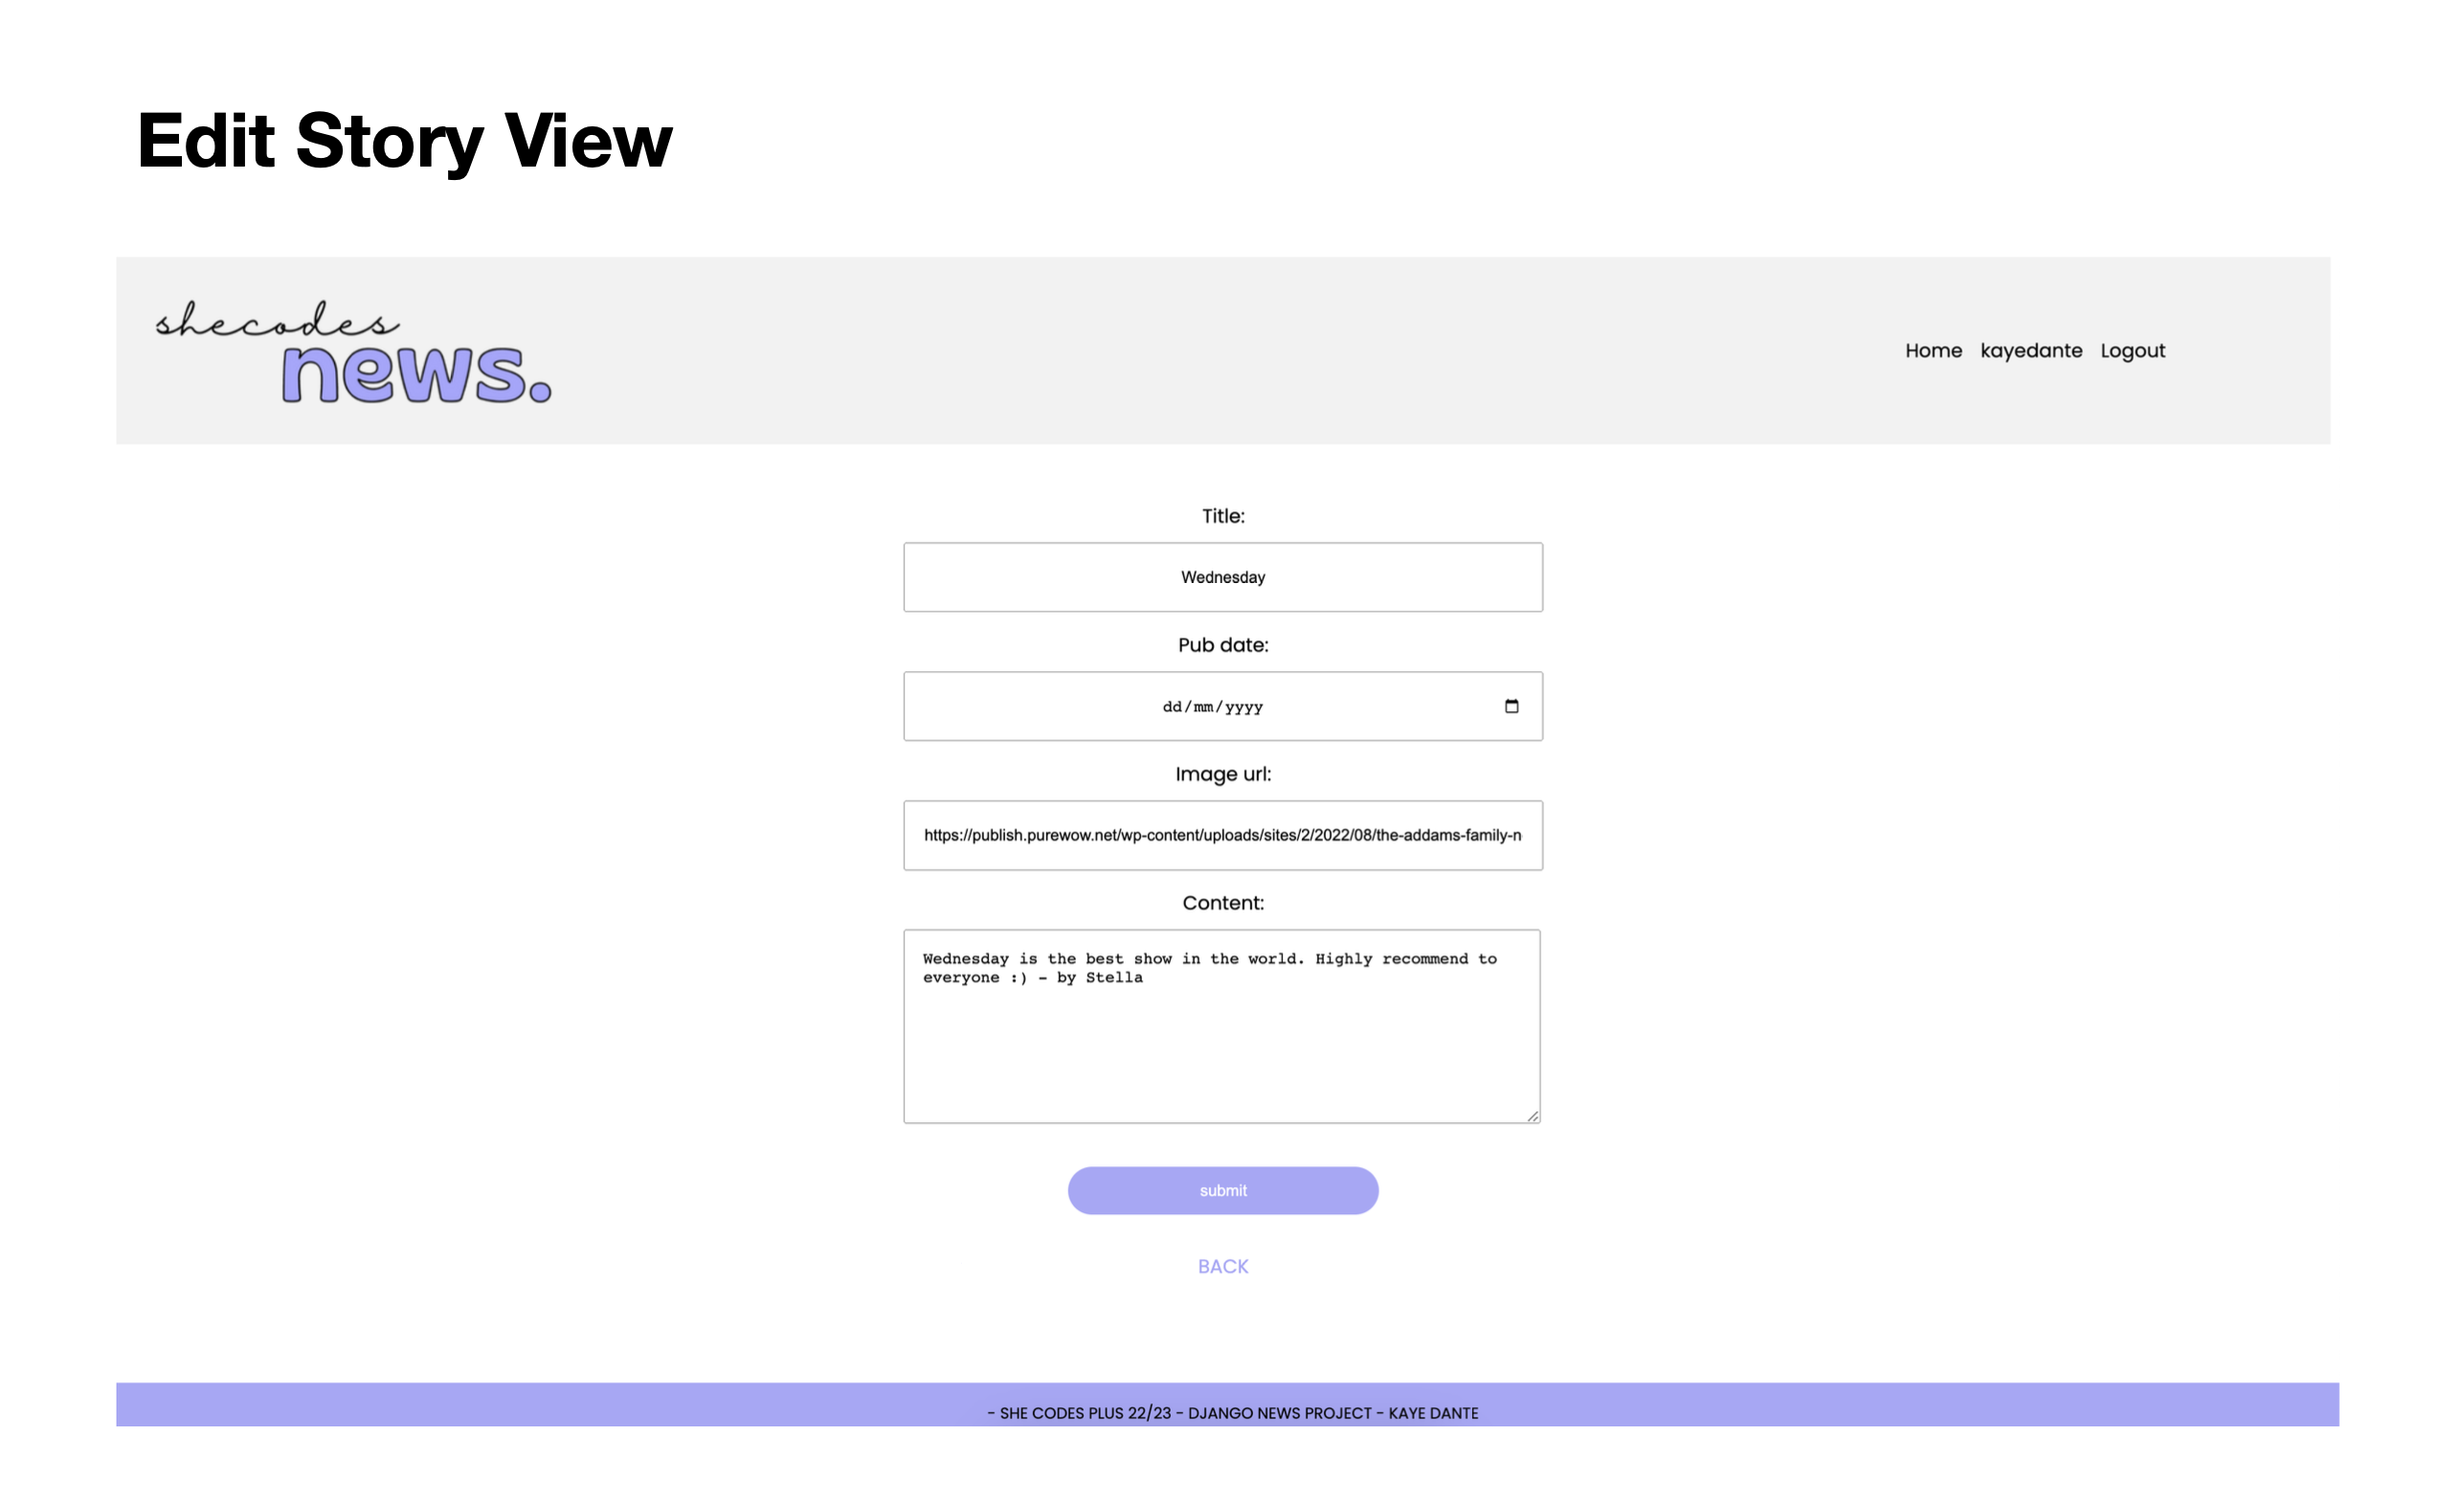 Edit Story View
shecodes
news.
Home kayedante Logout
Title:
Wednesday
Pub date:
dd/mm/yyyy
Image url:
https://publish.purewow.net/wp-content/uploads/sites/2/2022/08/the-addams-family-n
Content:
Wednesday is the best show in the world. Highly recommend to
everyone :) - by Stella
submit
BACK
- SHE CODES PLUS 22/23 - DJANGO NEWS PROJECT - KAYE DANTE